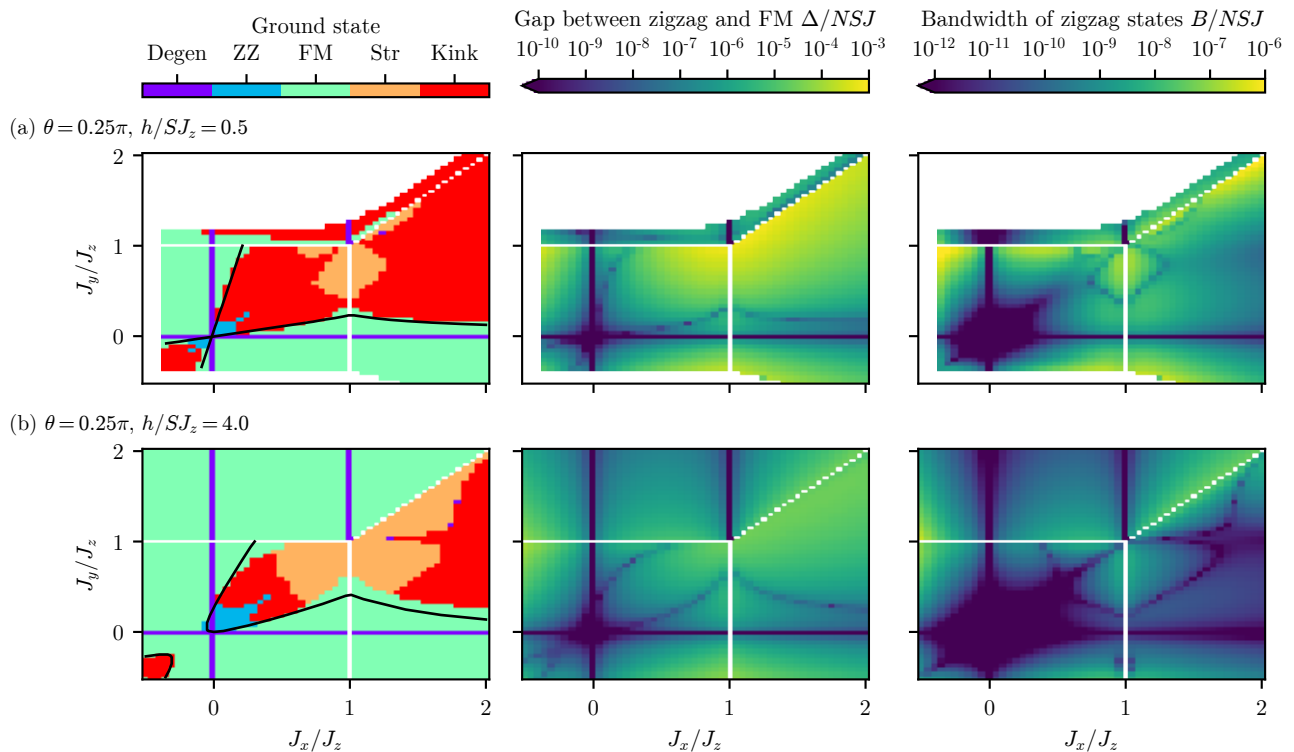 Ground state
Degen ZZ FM Str Kink
Gap between zigzag and FM Δ/NSJ
10⁻¹⁰ 10⁻⁹ 10⁻⁸ 10⁻⁷ 10⁻⁶ 10⁻⁵ 10⁻⁴ 10⁻³
Bandwidth of zigzag states B/NSJ
10⁻¹² 10⁻¹¹ 10⁻¹⁰ 10⁻⁹ 10⁻⁸ 10⁻⁷ 10⁻⁶
(a) θ = 0.25π, h/SJ_z = 0.5
2
1
0
J_y/J_z
(b) θ = 0.25π, h/SJ_z = 4.0
2
1
0
J_y/J_z
0 1 2
0 1 2
0 1 2
J_x/J_z
J_x/J_z
J_x/J_z